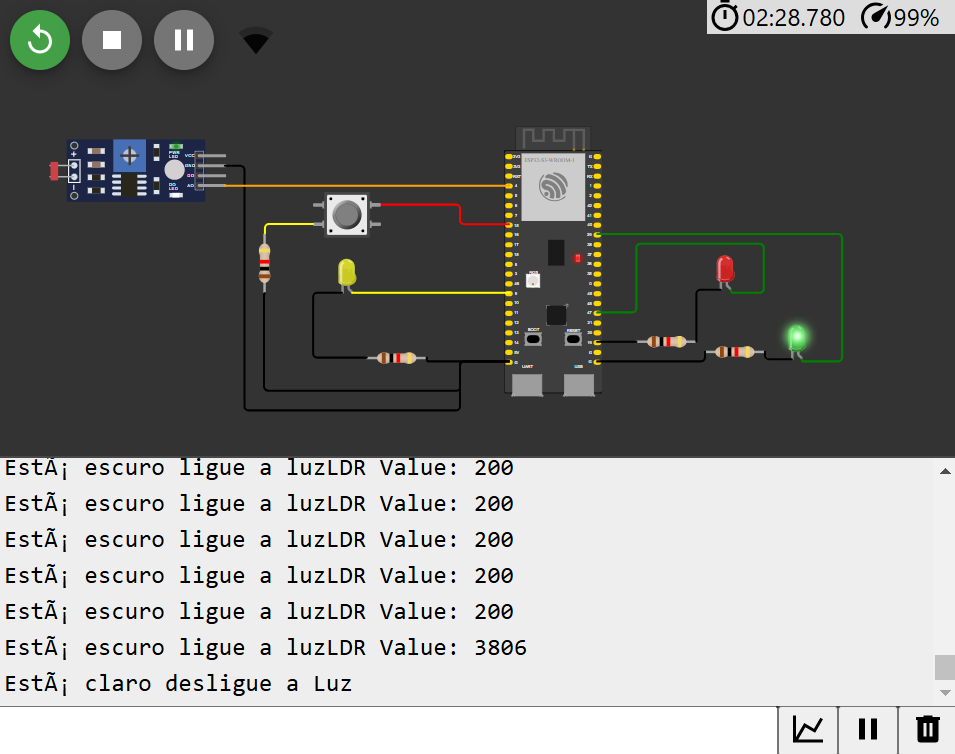 02:28.780 99%
VCC
GND
DO
AO
PWR
LED
DO
LED
ESP32-S3-WROOM-1
RGB
BOOT
RESET
UART
USB
EstÃ¡ escuro ligue a luzLDR Value: 200
EstÃ¡ escuro ligue a luzLDR Value: 200
EstÃ¡ escuro ligue a luzLDR Value: 200
EstÃ¡ escuro ligue a luzLDR Value: 200
EstÃ¡ escuro ligue a luzLDR Value: 200
EstÃ¡ escuro ligue a luzLDR Value: 3806
EstÃ¡ claro desligue a Luz